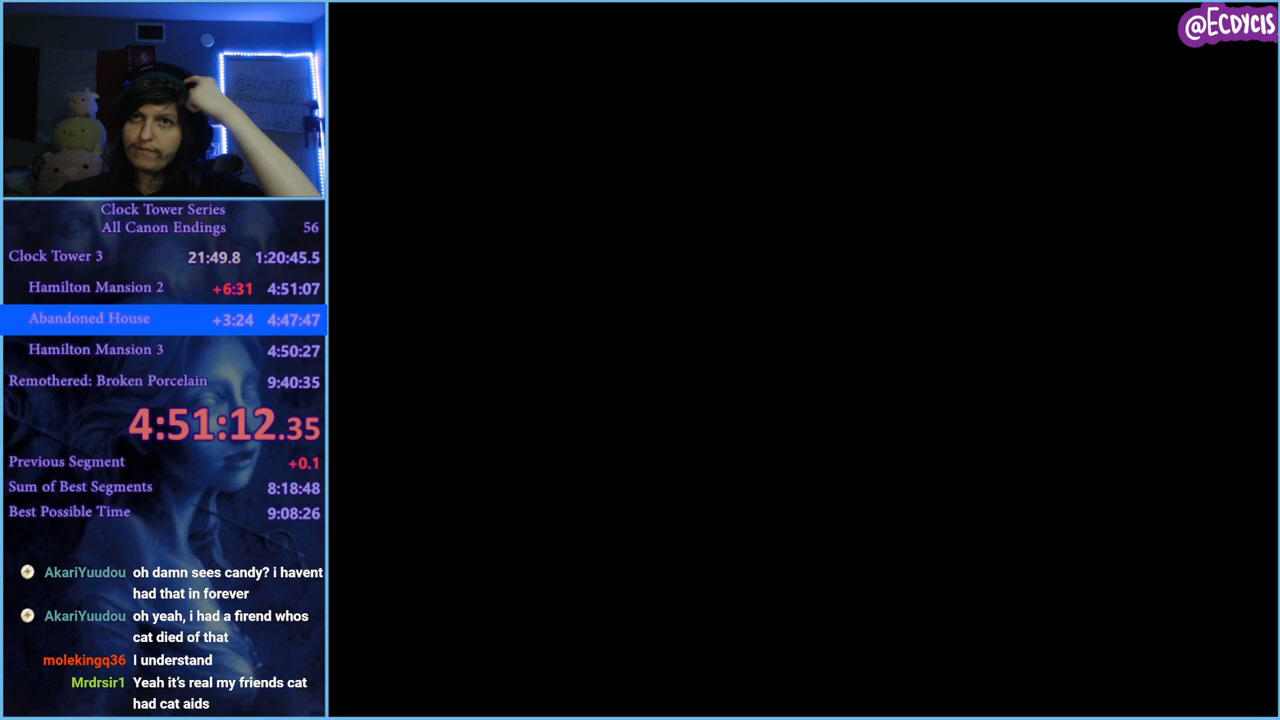 @ECDYCIS
Clock Tower Series
All Canon Endings 56
Clock Tower 3 21:49.8 1:20:45.5
Hamilton Mansion 2 +6:31 4:51:07
Abandoned House +3:24 4:47:47
Hamilton Mansion 3 4:50:27
Remothered: Broken Porcelain 9:40:35
4:51:12.35
Previous Segment +0.1
Sum of Best Segments 8:18:48
Best Possible Time 9:08:26
AkariYuudou oh damn sees candy? i havent
had that in forever
AkariYuudou oh yeah, i had a firend whos
cat died of that
molekingq36 I understand
Mrdrsir1 Yeah it's real my friends cat
had cat aids